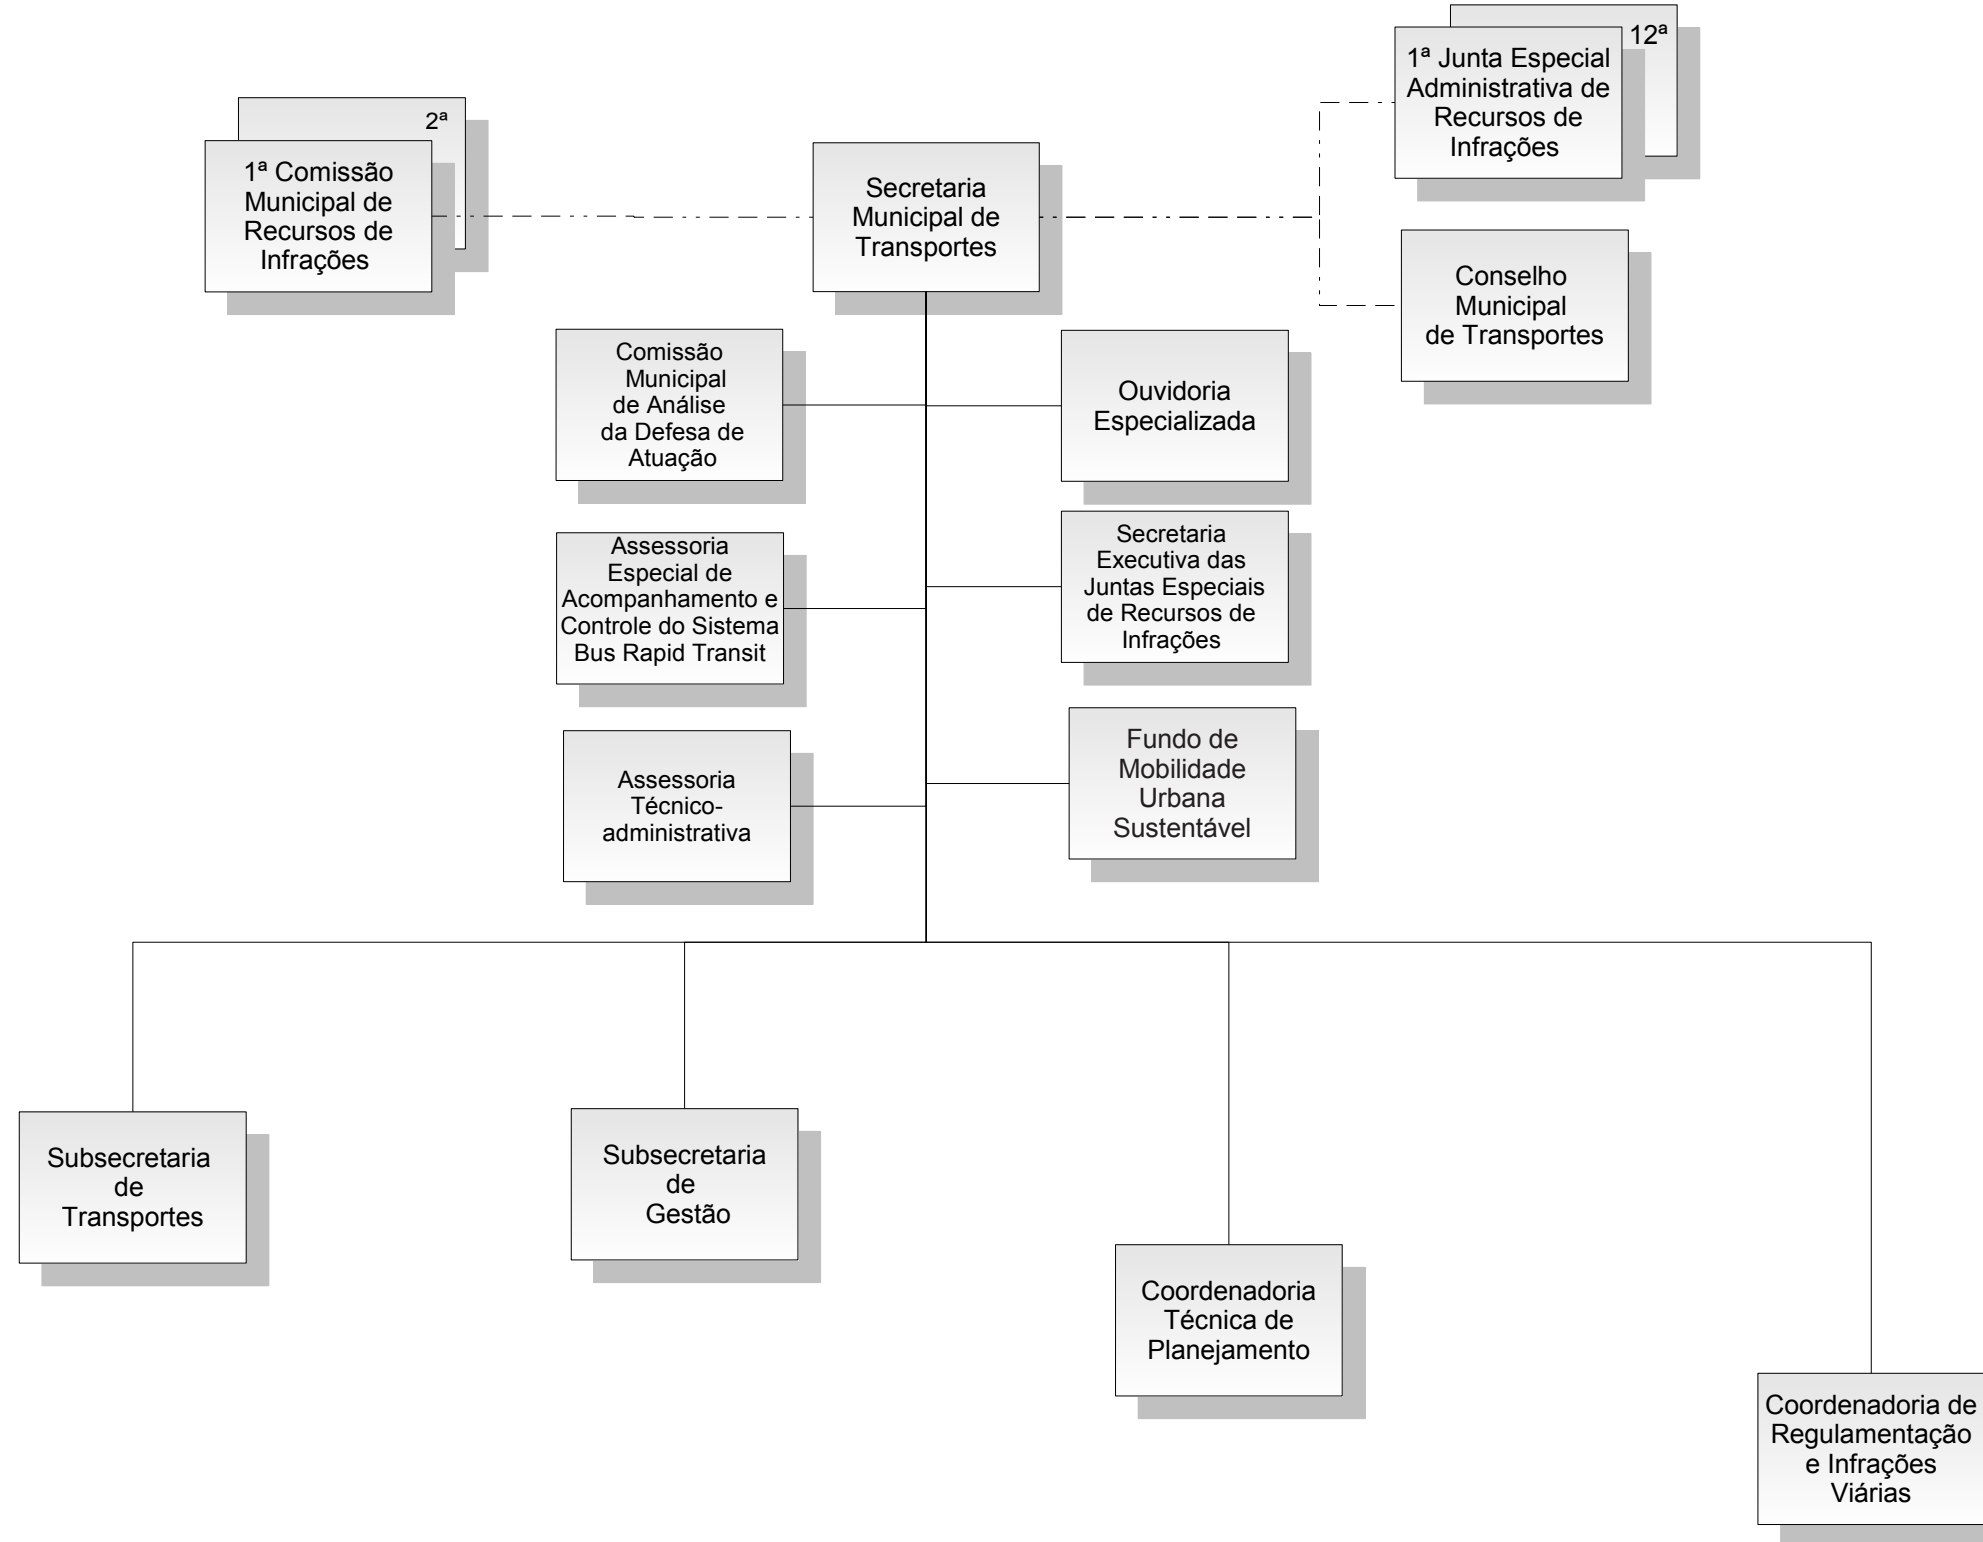 12ª
1ª Junta Especial
Administrativa de
Recursos de
Infrações
2ª
1ª Comissão
Municipal de
Recursos de
Infrações
Secretaria
Municipal de
Transportes
Conselho
Municipal
de Transportes
Comissão
Municipal
de Análise
da Defesa de
Atuação
Ouvidoria
Especializada
Assessoria
Especial de
Acompanhamento e
Controle do Sistema
Bus Rapid Transit
Secretaria
Executiva das
Juntas Especiais
de Recursos de
Infrações
Assessoria
Técnico-
administrativa
Fundo de
Mobilidade
Urbana
Sustentável
Subsecretaria
de
Transportes
Subsecretaria
de
Gestão
Coordenadoria
Técnica de
Planejamento
Coordenadoria de
Regulamentação
e Infrações
Viárias